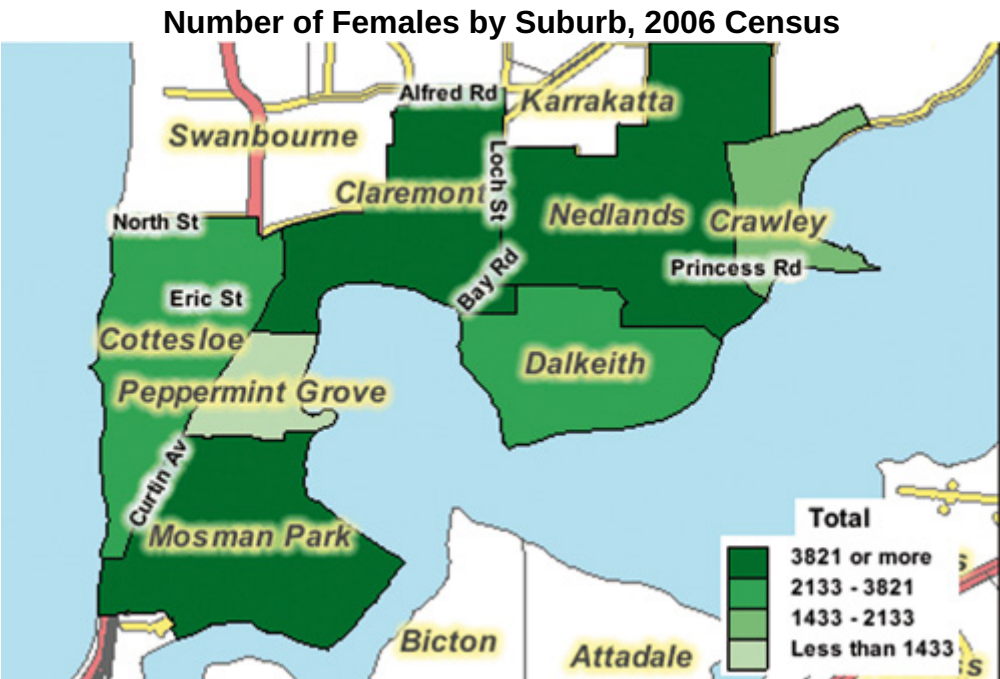 Number of Females by Suburb, 2006 Census
Alfred Rd
Karrakatta
Swanbourne
Loch St
Claremont
Nedlands
Crawley
North St
Princess Rd
Bay Rd
Eric St
Cottesloe
Dalkeith
Peppermint Grove
Curtin Av
Mosman Park
Total
3821 or more
2133 - 3821
1433 - 2133
Less than 1433
Bicton
Attadale